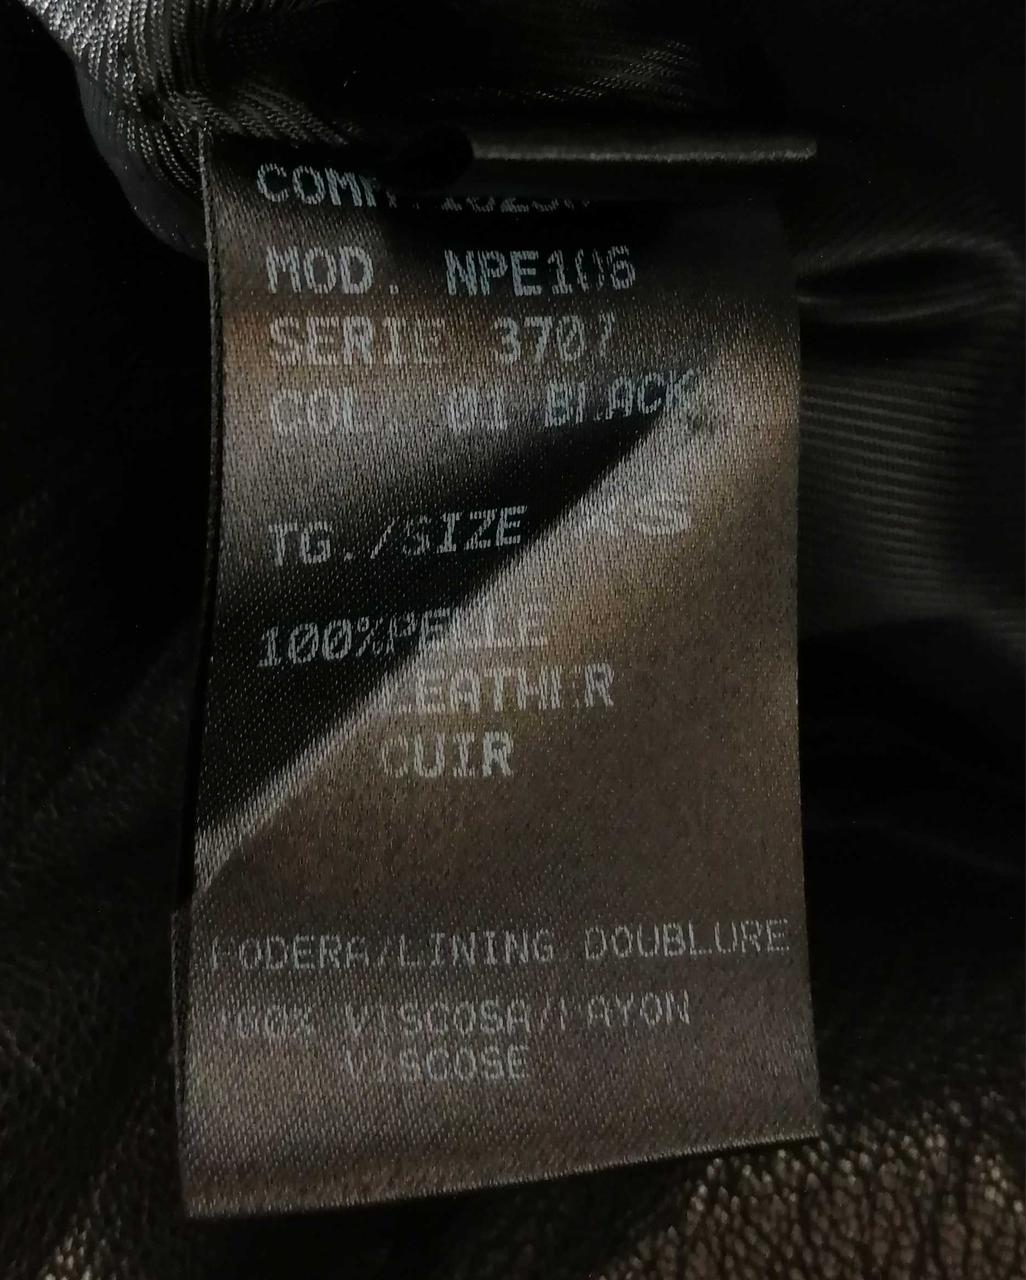 MOD. NPE106
SERIE 3707
COL. 01 BLACK
TG./SIZE XS
100%PELLE
LEATHER
CUIR
FODERA/LINING DOUBLURE
100% VISCOSA/RAYON
VISCOSE